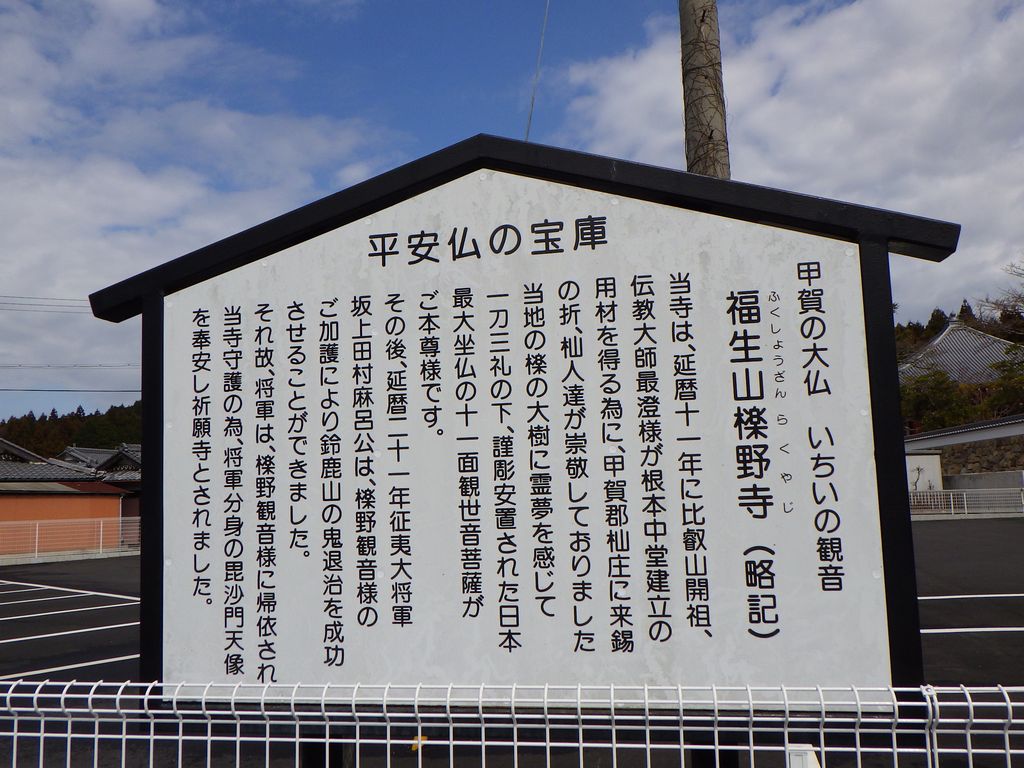 平安仏の宝庫
甲賀の大仏　いちいの観音
福生山櫟野寺（略記）
ふくしょうざん　らくやじ
当寺は、延暦十一年に比叡山開祖、
伝教大師最澄様が根本中堂建立の
用材を得る為に、甲賀郡杣庄に来錫
の折、杣人達が崇敬しておりました
当地の櫟の大樹に霊夢を感じて
一刀三礼の下、謹彫安置された日本
最大坐仏の十一面観世音菩薩が
ご本尊様です。
その後、延暦二十一年征夷大将軍
坂上田村麻呂公は、櫟野観音様の
ご加護により鈴鹿山の鬼退治を成功
させることができました。
それ故、将軍は、櫟野観音様に帰依され
当寺守護の為、将軍分身の毘沙門天像
を奉安し祈願寺とされました。